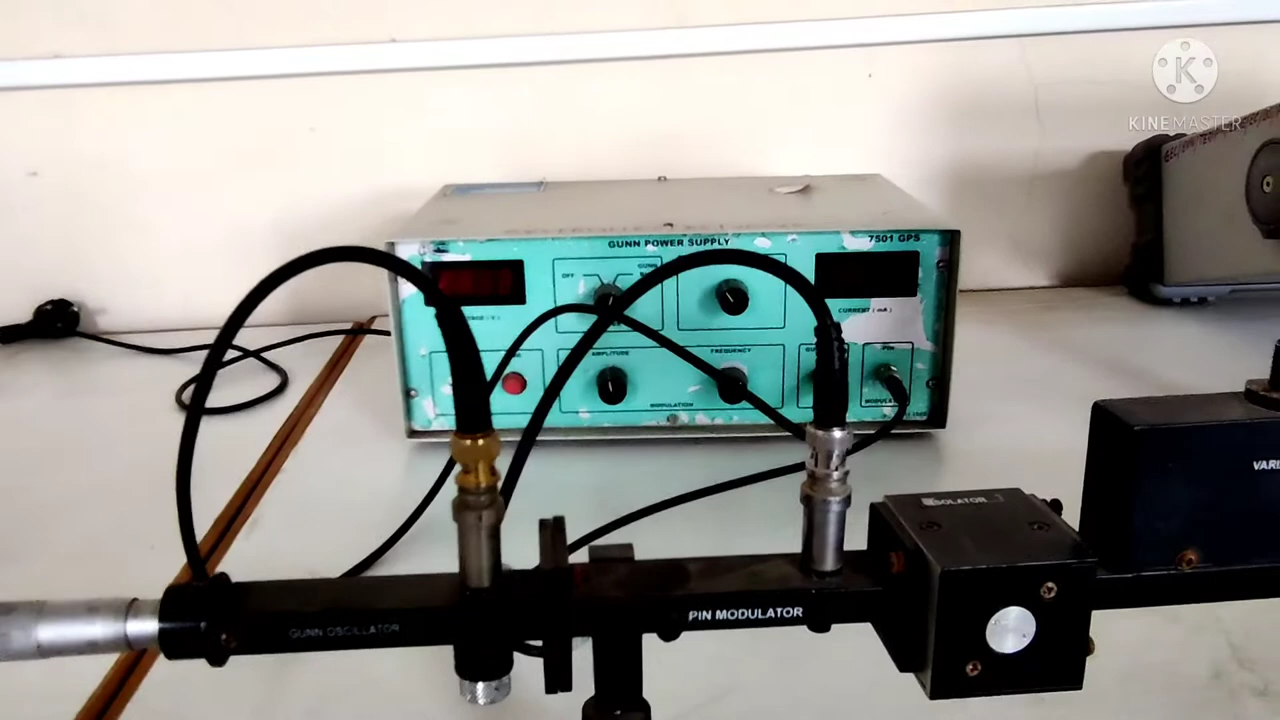 K
KINEMASTER
GUNN POWER SUPPLY
7501 GPS
OFF
GUNN
CURRENT (mA)
AMPLITUDE
FREQUENCY
PIN
MODULATION
VARI
ISOLATOR
PIN MODULATOR
GUNN OSCILLATOR